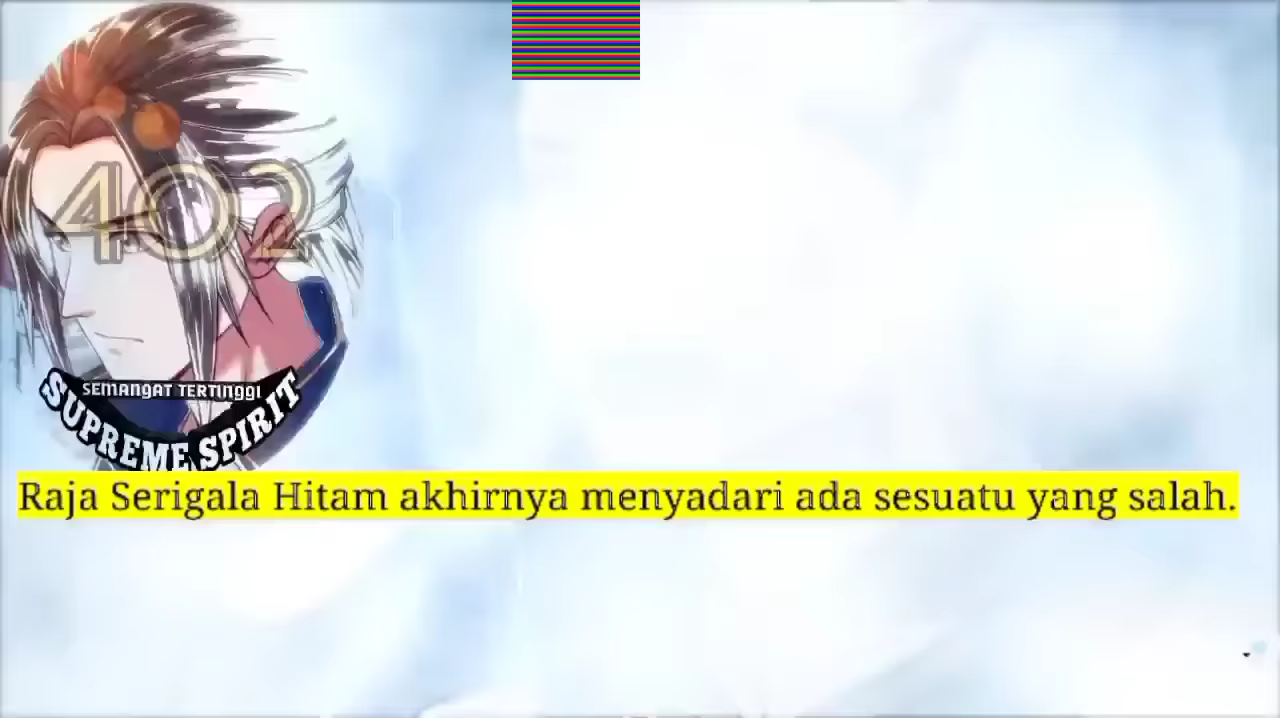 402
SEMANGAT TERTINGGI
SUPREME SPIRIT
Raja Serigala Hitam akhirnya menyadari ada sesuatu yang salah.